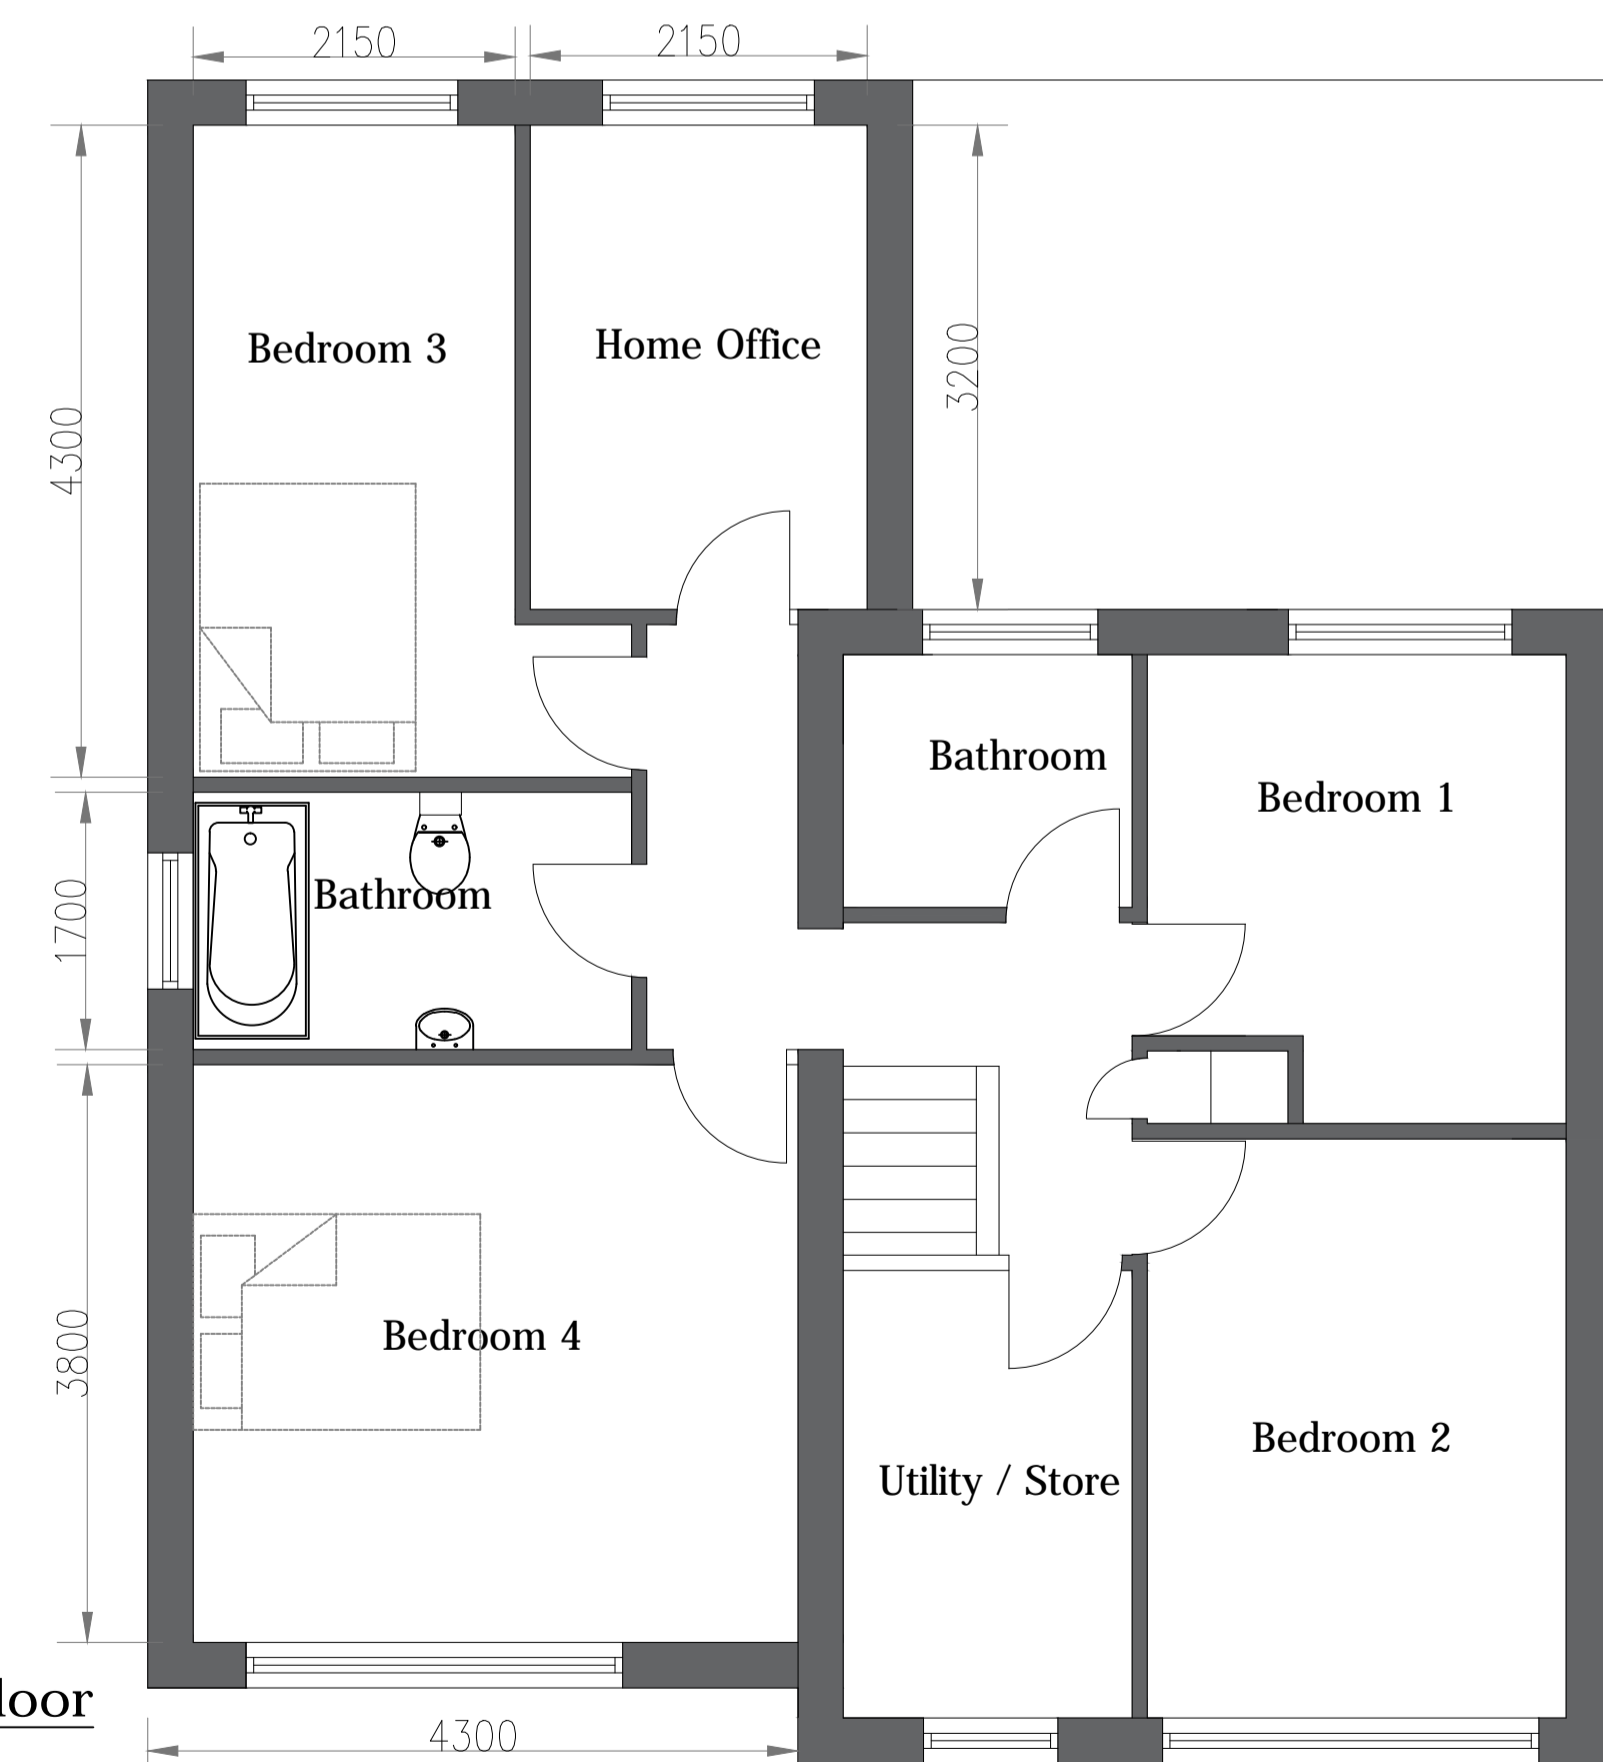 2150
2150
Bedroom 3
Home Office
4300
3200
Bathroom
Bedroom 1
Bathroom
1700
Bedroom 4
3800
Bedroom 2
Utility / Store
loor
4300